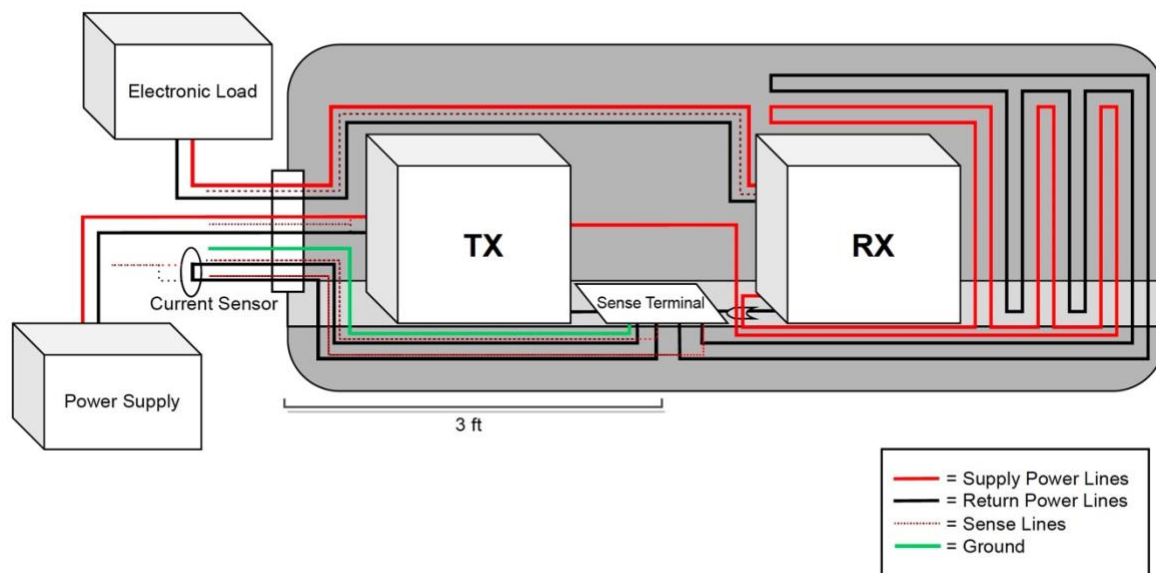 Electronic Load
TX
RX
Sense Terminal
Current Sensor
Power Supply
3 ft
= Supply Power Lines
= Return Power Lines
= Sense Lines
= Ground